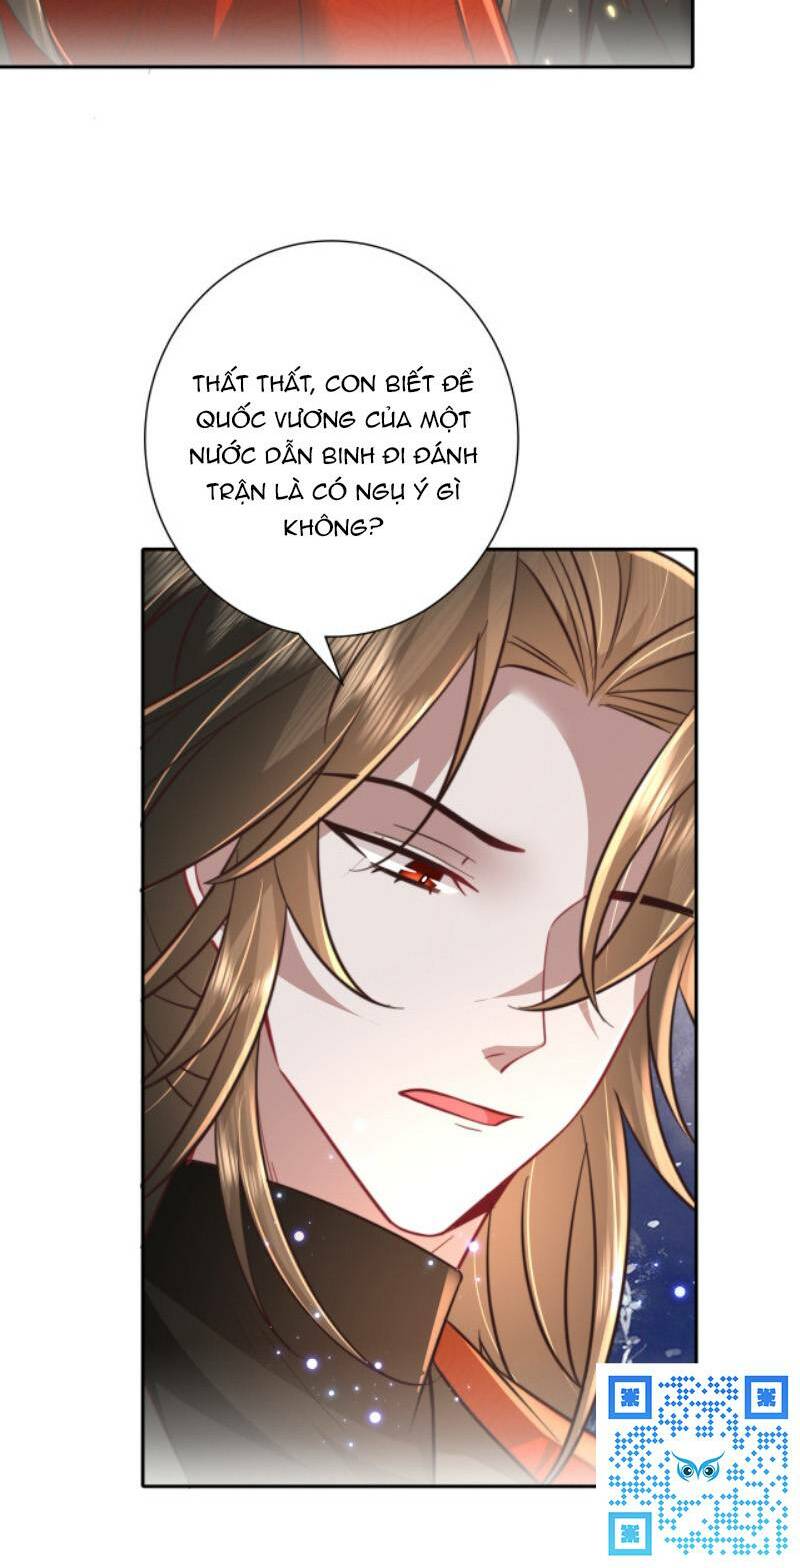 THẤT THẤT, CON BIẾT ĐỂ
QUỐC VƯƠNG CỦA MỘT
NƯỚC DẪN BINH ĐI ĐÁNH
TRẬN LÀ CÓ NGỤ Ý GÌ
KHÔNG?